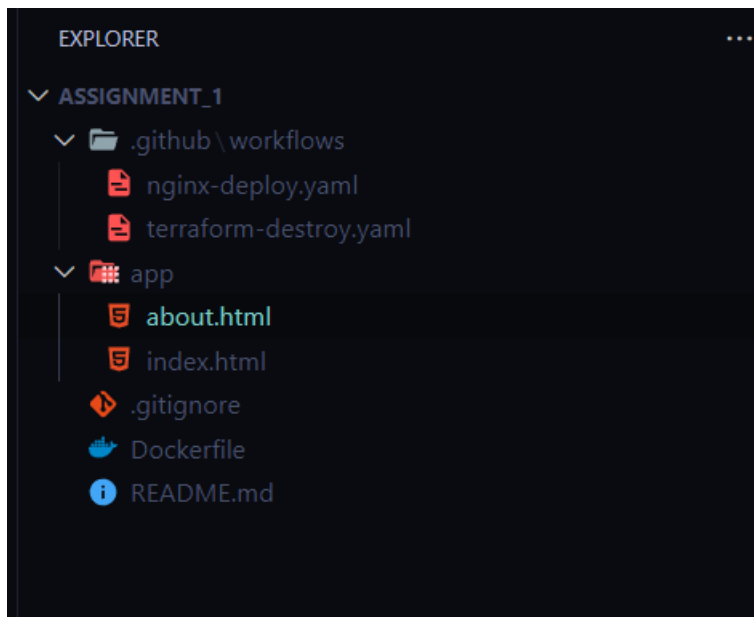 EXPLORER
ASSIGNMENT_1
.github\workflows
nginx-deploy.yaml
terraform-destroy.yaml
app
about.html
index.html
.gitignore
Dockerfile
README.md